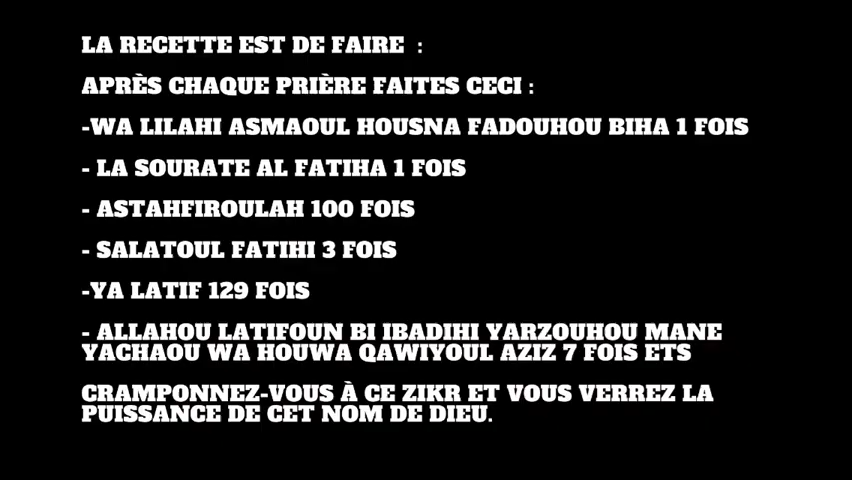 LA RECETTE EST DE FAIRE :
APRÈS CHAQUE PRIÈRE FAITES CECI :
-WA LILAHI ASMAOUL HOUSNA FADOUHOU BIHA 1 FOIS
- LA SOURATE AL FATIHA 1 FOIS
- ASTAHFIROULAH 100 FOIS
- SALATOUL FATIHI 3 FOIS
-YA LATIF 129 FOIS
- ALLAHOU LATIFOUN BI IBADIHI YARZOUHOU MANE
YACHAOU WA HOUWA QAWIYOUL AZIZ 7 FOIS ETS
CRAMPONNEZ-VOUS À CE ZIKR ET VOUS VERREZ LA
PUISSANCE DE CET NOM DE DIEU.